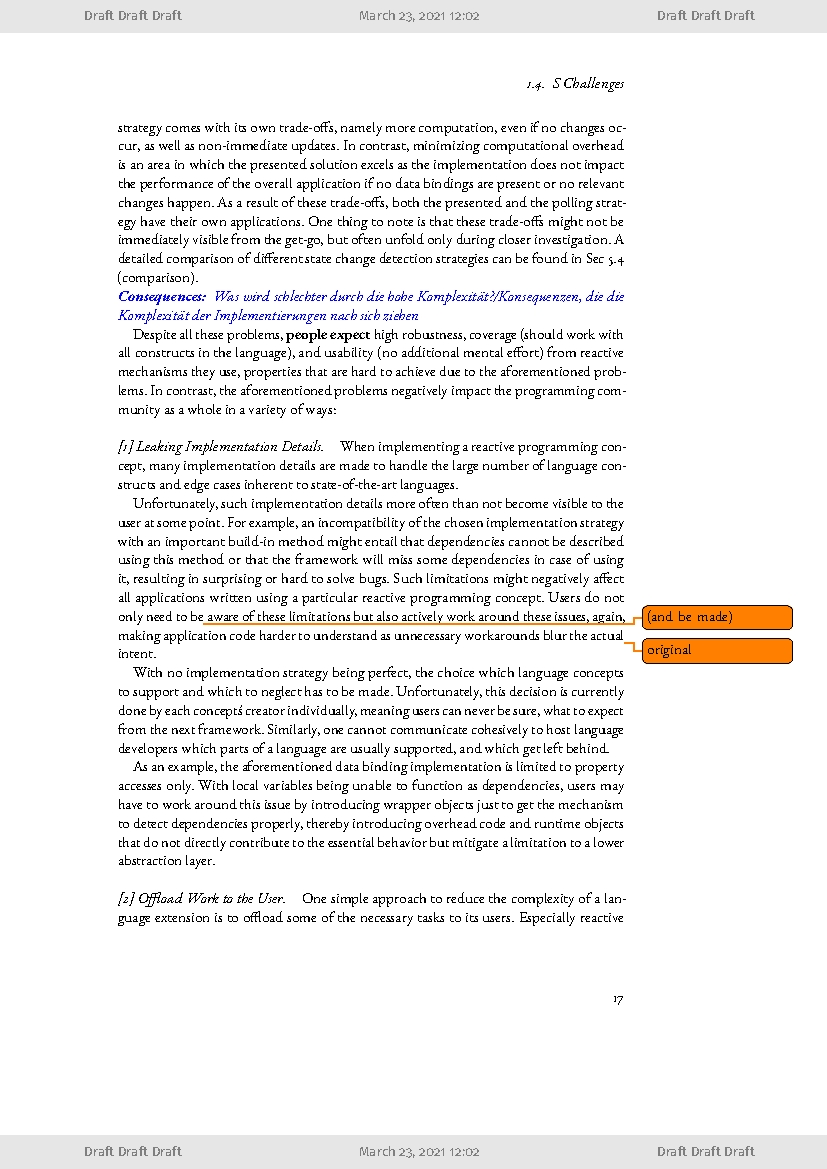 Draft Draft Draft March 23, 2021 12:02 Draft Draft Draft
1.4. S Challenges
strategy comes with its own trade-offs, namely more computation, even if no changes oc-
cur, as well as non-immediate updates. In contrast, minimizing computational overhead
is an area in which the presented solution excels as the implementation does not impact
the performance of the overall application if no data bindings are present or no relevant
changes happen. As a result of these trade-offs, both the presented and the polling strat-
egy have their own applications. One thing to note is that these trade-offs might not be
immediately visible from the get-go, but often unfold only during closer investigation. A
detailed comparison of different state change detection strategies can be found in Sec 5.4
(comparison).
Consequences: Was wird schlechter durch die hohe Komplexität?/Konsequenzen, die die
Komplexität der Implementierungen nach sich ziehen
Despite all these problems, people expect high robustness, coverage (should work with
all constructs in the language), and usability (no additional mental effort) from reactive
mechanisms they use, properties that are hard to achieve due to the aforementioned prob-
lems. In contrast, the aforementioned problems negatively impact the programming com-
munity as a whole in a variety of ways:
[1] Leaking Implementation Details. When implementing a reactive programming con-
cept, many implementation details are made to handle the large number of language con-
structs and edge cases inherent to state-of-the-art languages.
Unfortunately, such implementation details more often than not become visible to the
user at some point. For example, an incompatibility of the chosen implementation strategy
with an important build-in method might entail that dependencies cannot be described
using this method or that the framework will miss some dependencies in case of using
it, resulting in surprising or hard to solve bugs. Such limitations might negatively affect
all applications written using a particular reactive programming concept. Users do not
only need to be aware of these limitations but also actively work around these issues, again, (and be made)
making application code harder to understand as unnecessary workarounds blur the actual
intent. original
With no implementation strategy being perfect, the choice which language concepts
to support and which to neglect has to be made. Unfortunately, this decision is currently
done by each concept's creator individually, meaning users can never be sure, what to expect
from the next framework. Similarly, one cannot communicate cohesively to host language
developers which parts of a language are usually supported, and which get left behind.
As an example, the aforementioned data binding implementation is limited to property
accesses only. With local variables being unable to function as dependencies, users may
have to work around this issue by introducing wrapper objects just to get the mechanism
to detect dependencies properly, thereby introducing overhead code and runtime objects
that do not directly contribute to the essential behavior but mitigate a limitation to a lower
abstraction layer.
[2] Offload Work to the User. One simple approach to reduce the complexity of a lan-
guage extension is to offload some of the necessary tasks to its users. Especially reactive
17
Draft Draft Draft March 23, 2021 12:02 Draft Draft Draft